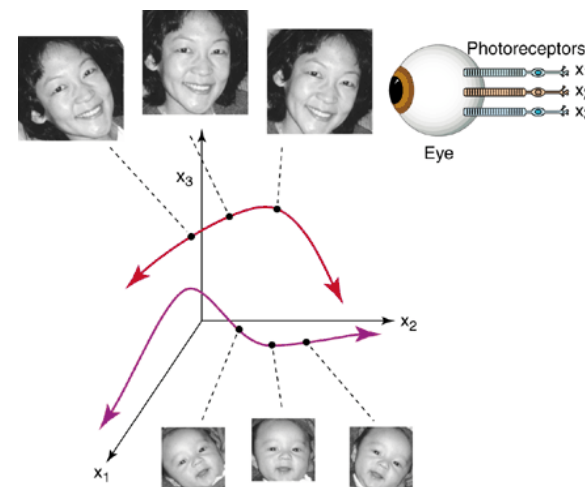 Photoreceptors
x
x
x
Eye
x₃
x₂
x₁